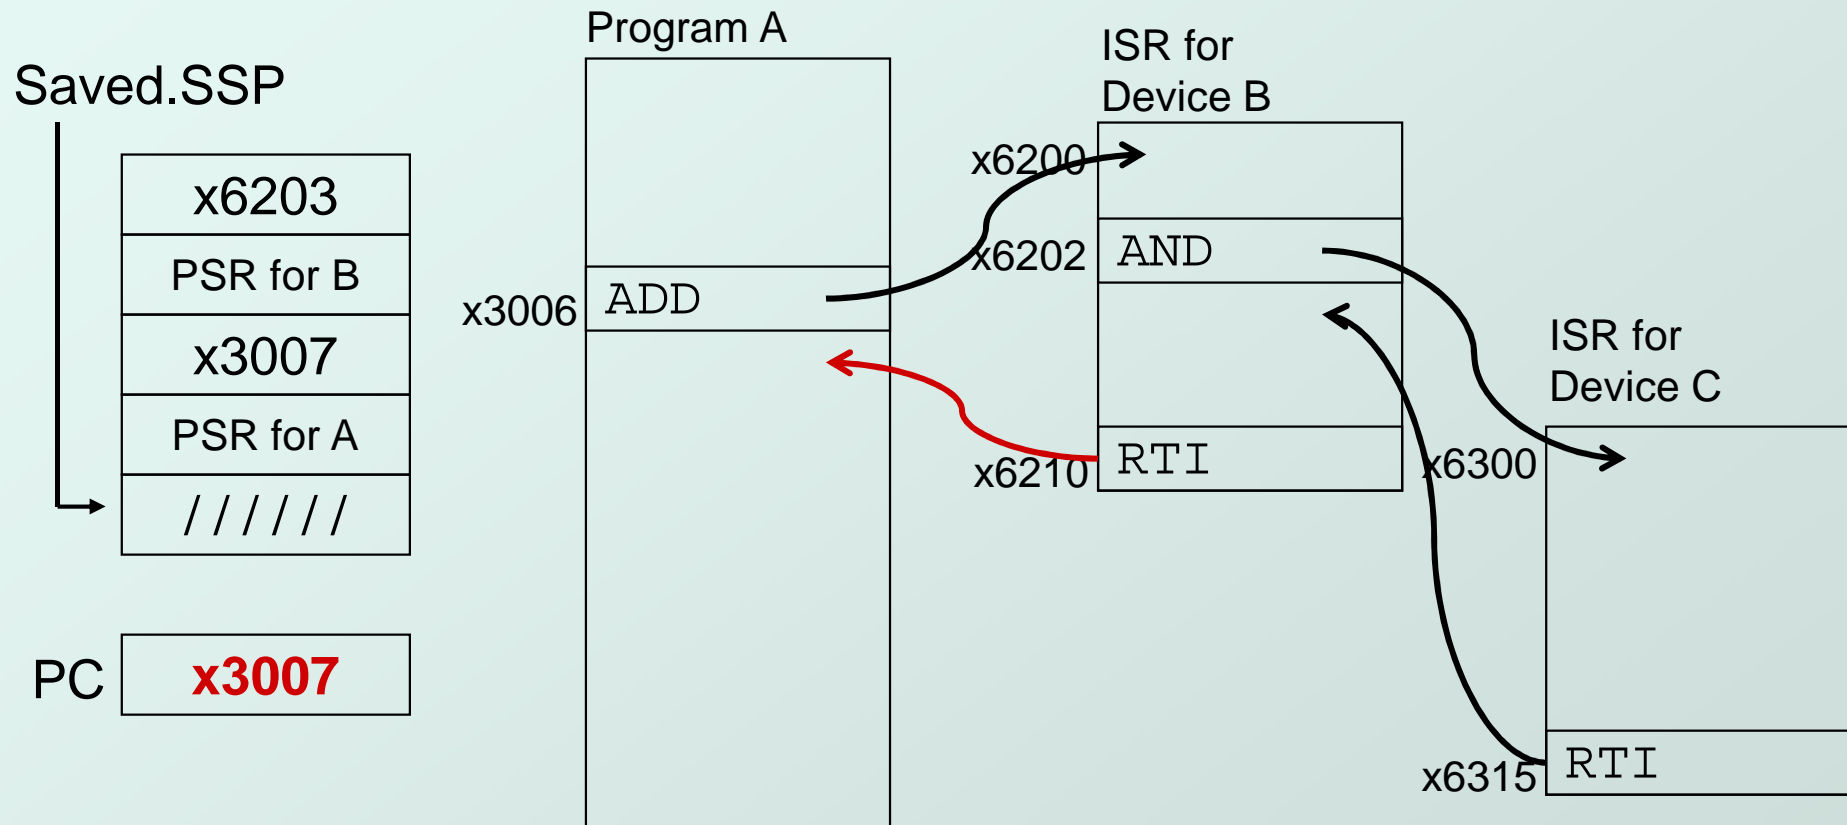 Saved.SSP
x6203
PSR for B
x3007
PSR for A
//////
PC
x3007
Program A
x3006
ADD
ISR for
Device B
x6200
x6202
AND
x6210
RTI
ISR for
Device C
x6300
x6315
RTI